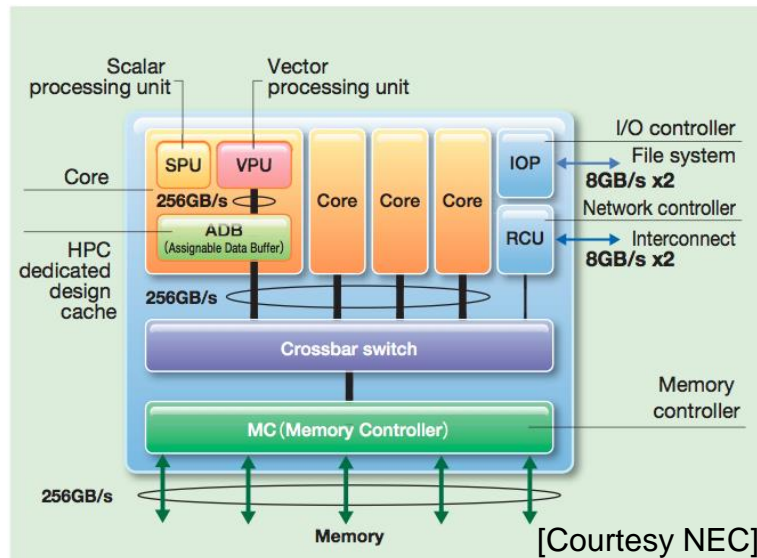 Scalar
processing unit
Vector
processing unit
I/O controller
SPU
VPU
IOP
File system
8GB/s x2
Core
256GB/s
Core
Core
Core
Network controller
ADB
(Assignable Data Buffer)
RCU
Interconnect
8GB/s x2
HPC
dedicated
design
cache
256GB/s
Crossbar switch
Memory
controller
MC(Memory Controller)
256GB/s
Memory
[Courtesy NEC]